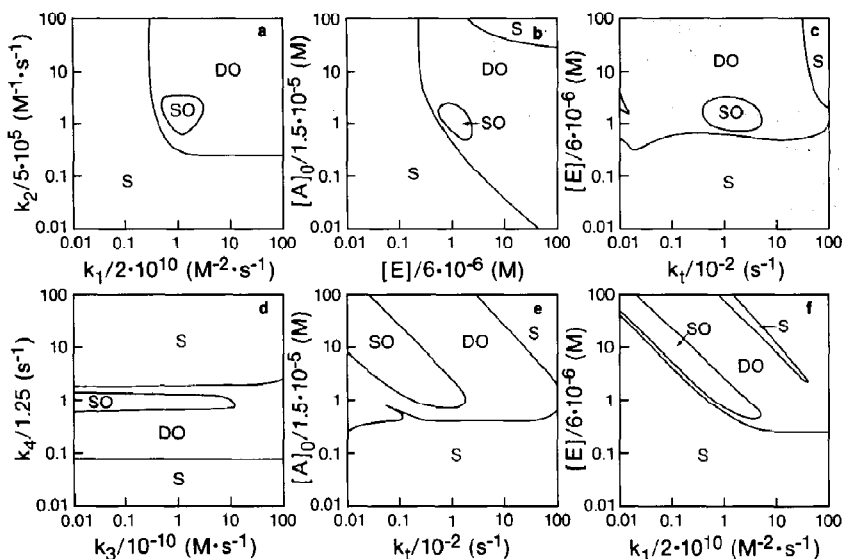 a
k₂/5•10⁵ (M⁻¹•s⁻¹)
100
10
1
0.1
0.01
DO
SO
S
0.01 0.1 1 10 100
k₁/2•10¹⁰ (M⁻²•s⁻¹)
b
[A]₀/1.5•10⁻⁵ (M)
100
10
1
0.1
0.01
S
DO
SO
S
0.01 0.1 1 10 100
[E]/6•10⁻⁶ (M)
c
[E]/6•10⁻⁶ (M)
100
10
1
0.1
0.01
DO
S
SO
S
0.01 0.1 1 10 100
kₜ/10⁻² (s⁻¹)
d
k₄/1.25 (s⁻¹)
100
10
1
0.1
0.01
S
SO
DO
S
0.01 0.1 1 10 100
k₃/10⁻¹⁰ (M•s⁻¹)
e
[A]₀/1.5•10⁻⁵ (M)
100
10
1
0.1
0.01
SO
DO
S
S
0.01 0.1 1 10 100
kₜ/10⁻² (s⁻¹)
f
[E]/6•10⁻⁶ (M)
100
10
1
0.1
0.01
SO
S
DO
S
0.01 0.1 1 10 100
k₁/2•10¹⁰ (M⁻²•s⁻¹)